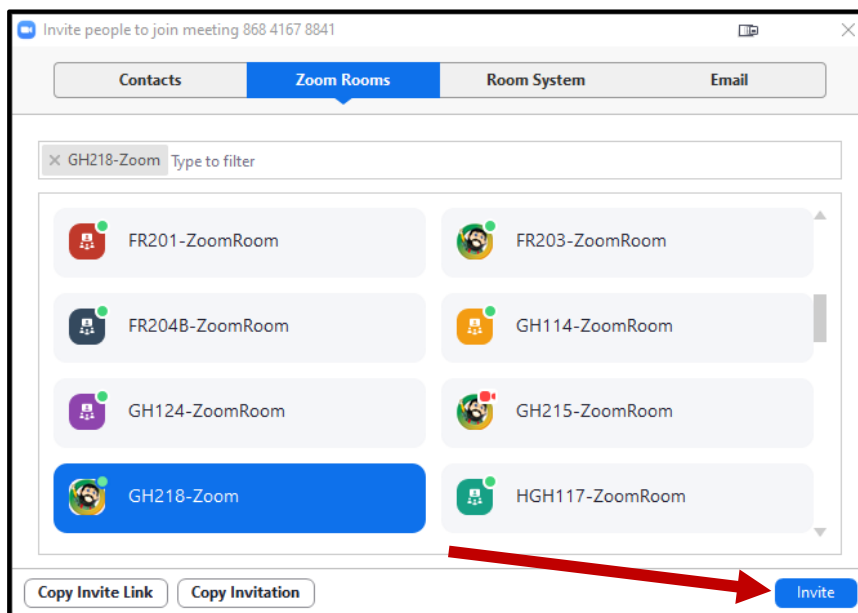 Invite people to join meeting 868 4167 8841
Contacts Zoom Rooms Room System Email
GH218-Zoom Type to filter
FR201-ZoomRoom FR203-ZoomRoom
FR204B-ZoomRoom GH114-ZoomRoom
GH124-ZoomRoom GH215-ZoomRoom
GH218-Zoom HGH117-ZoomRoom
Copy Invite Link Copy Invitation Invite